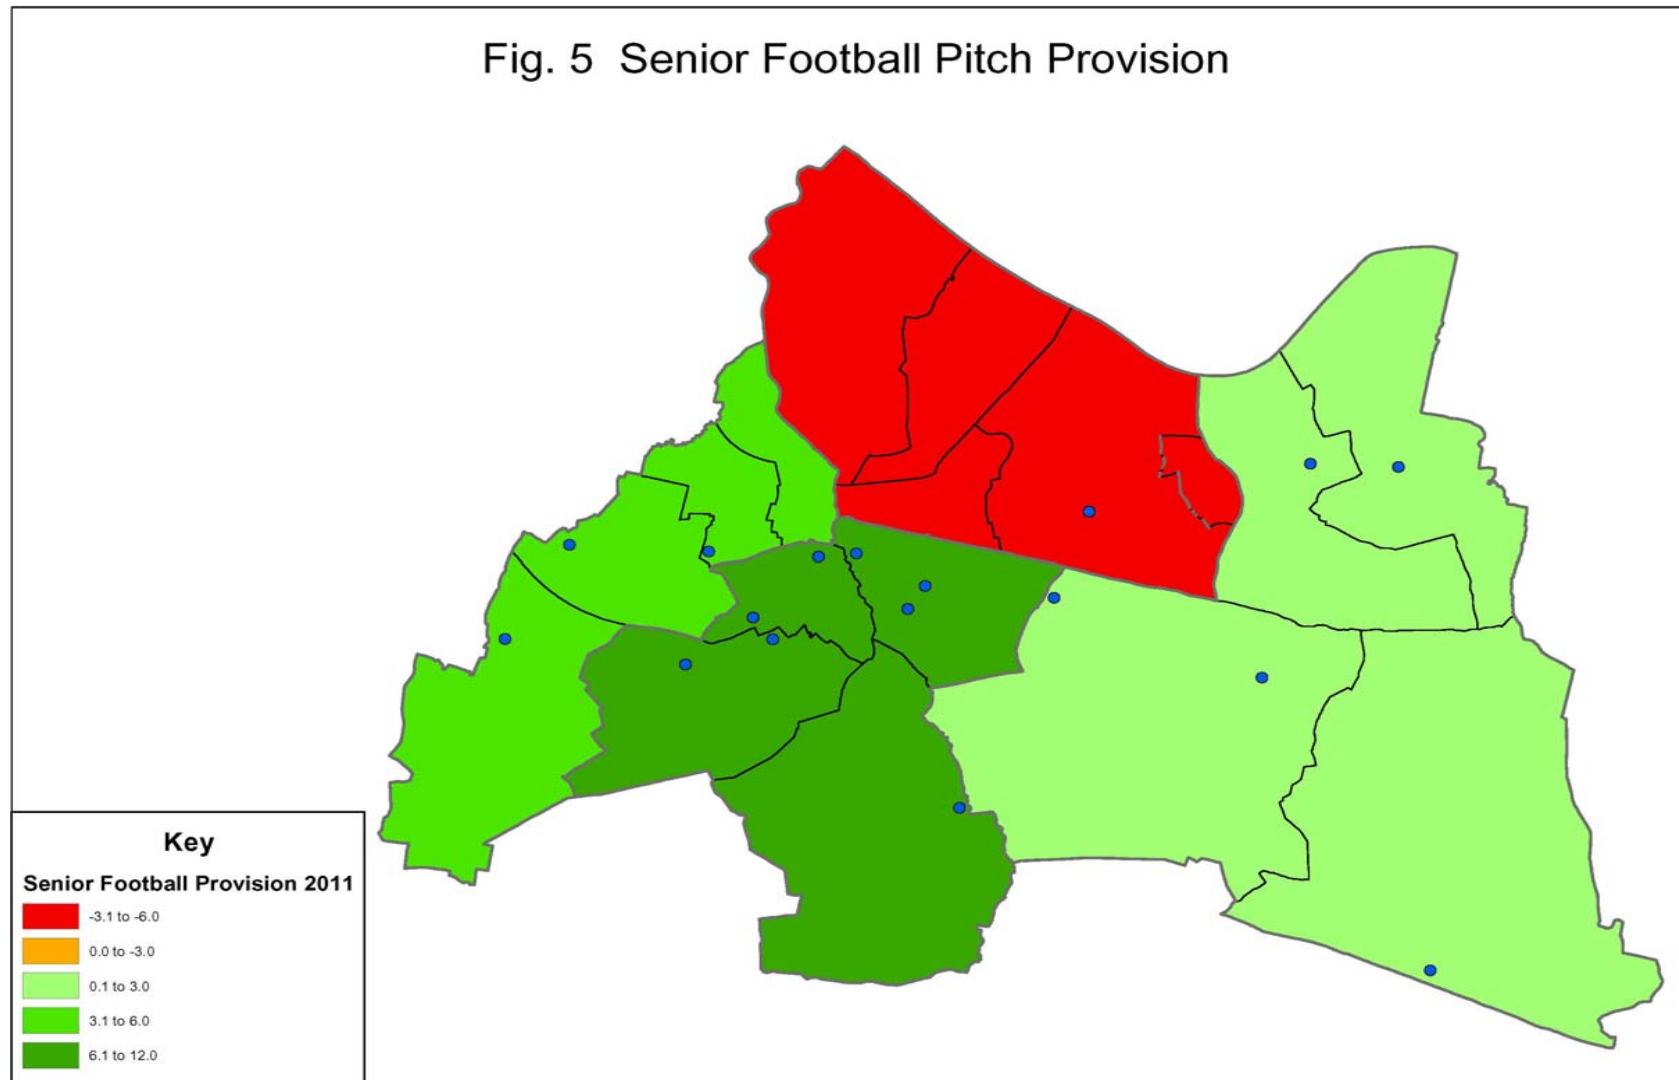 Fig. 5  Senior Football Pitch Provision
Key
Senior Football Provision 2011
-3.1 to -6.0
0.0 to -3.0
0.1 to 3.0
3.1 to 6.0
6.1 to 12.0